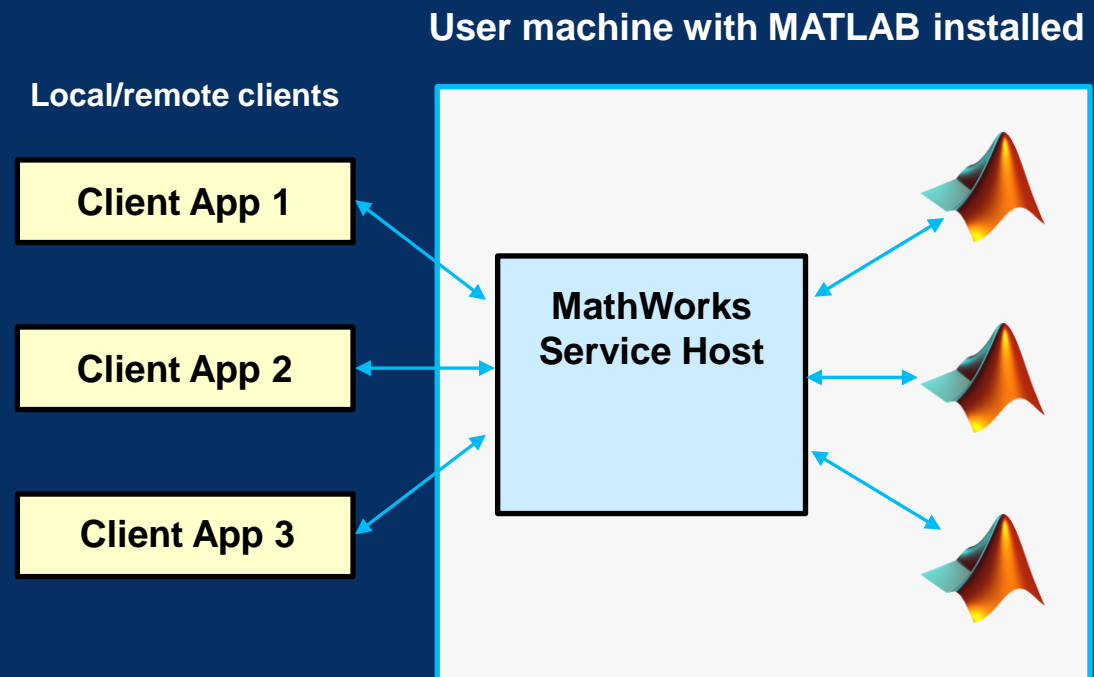 User machine with MATLAB installed
Local/remote clients
Client App 1
Client App 2
Client App 3
MathWorks
Service Host